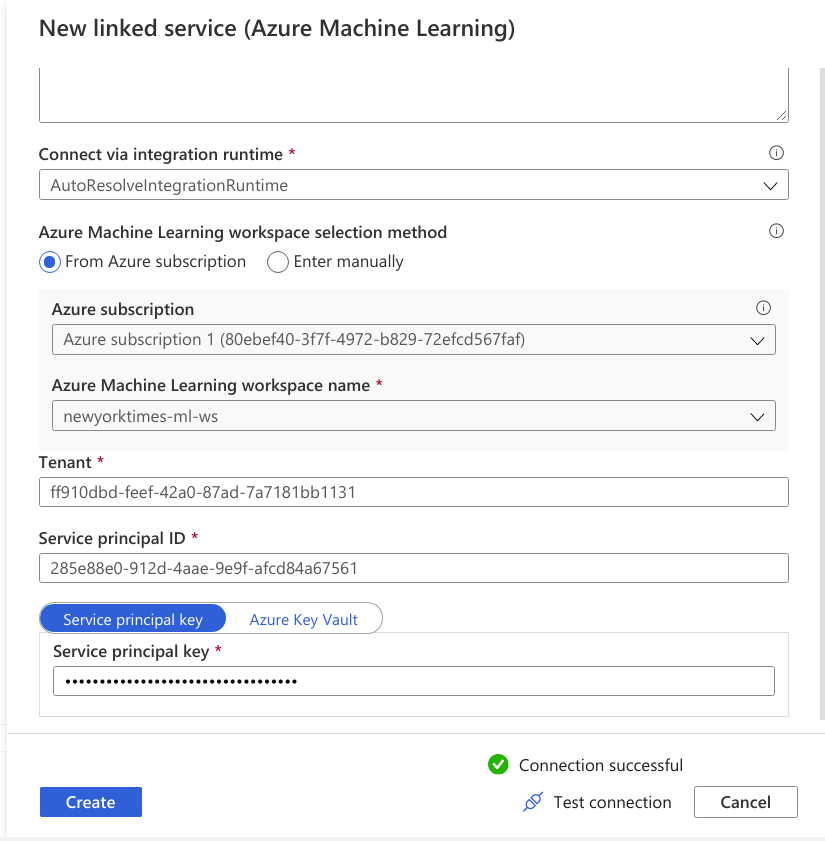 New linked service (Azure Machine Learning)
Connect via integration runtime *
AutoResolveIntegrationRuntime
Azure Machine Learning workspace selection method
From Azure subscription Enter manually
Azure subscription
Azure subscription 1 (80ebef40-3f7f-4972-b829-72efcd567faf)
Azure Machine Learning workspace name *
newyorktimes-ml-ws
Tenant *
ff910dbd-feef-42a0-87ad-7a7181bb1131
Service principal ID *
285e88e0-912d-4aae-9e9f-afcd84a67561
Service principal key Azure Key Vault
Service principal key *
••••••••••••••••••••••••••••••••••
Connection successful
Create Test connection Cancel